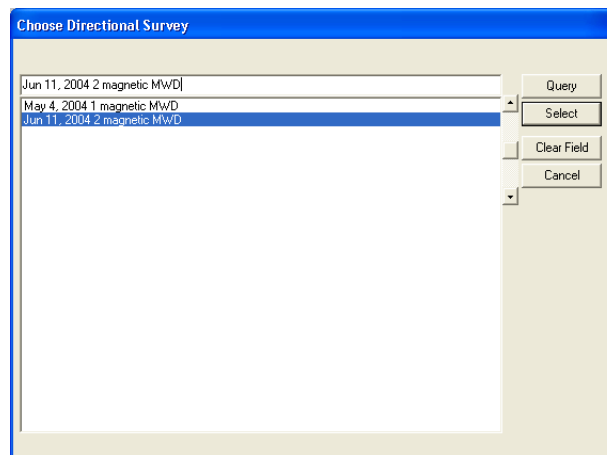 Choose Directional Survey
Jun 11, 2004 2 magnetic MWD
May 4, 2004 1 magnetic MWD
Jun 11, 2004 2 magnetic MWD
Query
Select
Clear Field
Cancel